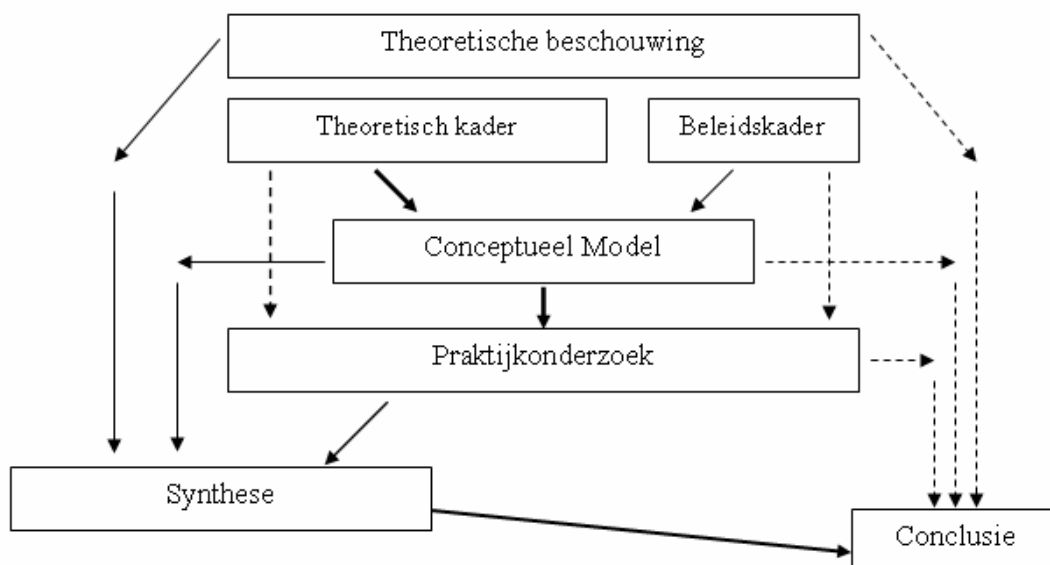 Theoretische beschouwing
Theoretisch kader
Beleidskader
Conceptueel Model
Praktijkonderzoek
Synthese
Conclusie